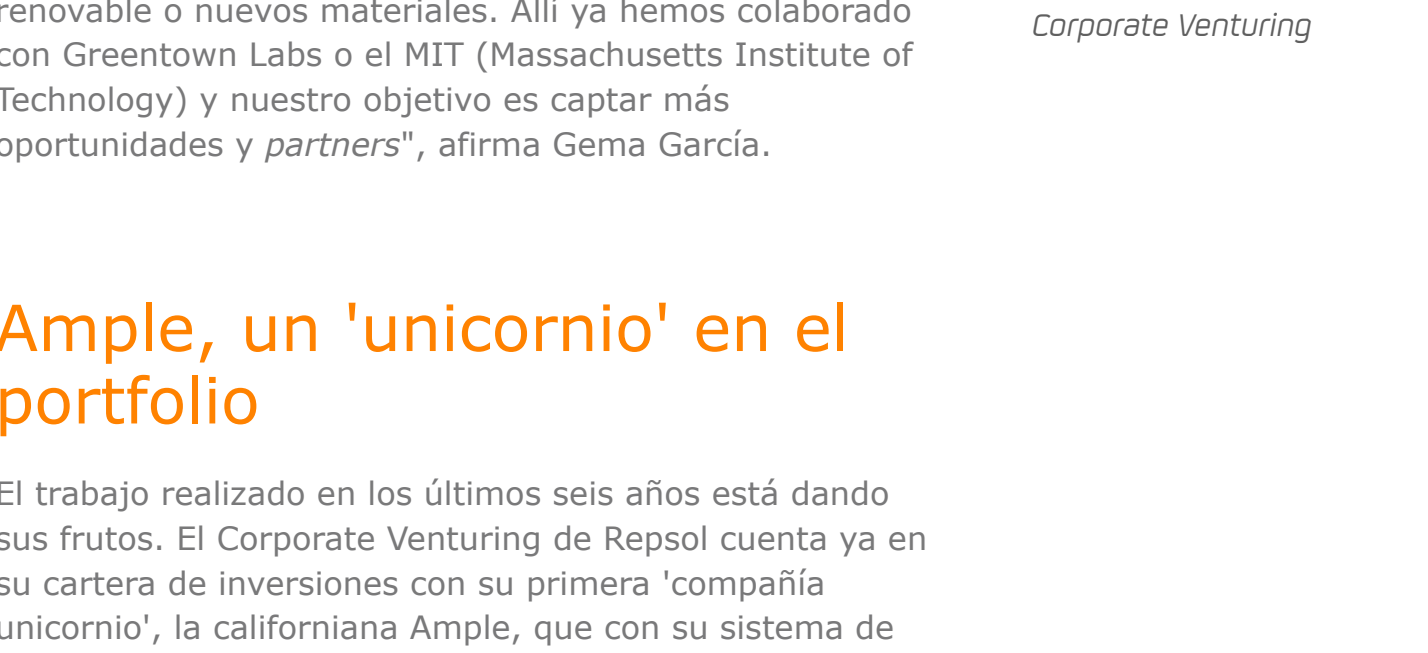 renovable o nuevos materiales. Allí ya hemos colaborado
con Greentown Labs o el MIT (Massachusetts Institute of
Technology) y nuestro objetivo es captar más
oportunidades y partners", afirma Gema García.
Ample, un 'unicornio' en el
portfolio
El trabajo realizado en los últimos seis años está dando
sus frutos. El Corporate Venturing de Repsol cuenta ya en
su cartera de inversiones con su primera 'compañía
unicornio', la californiana Ample, que con su sistema de
Corporate Venturing